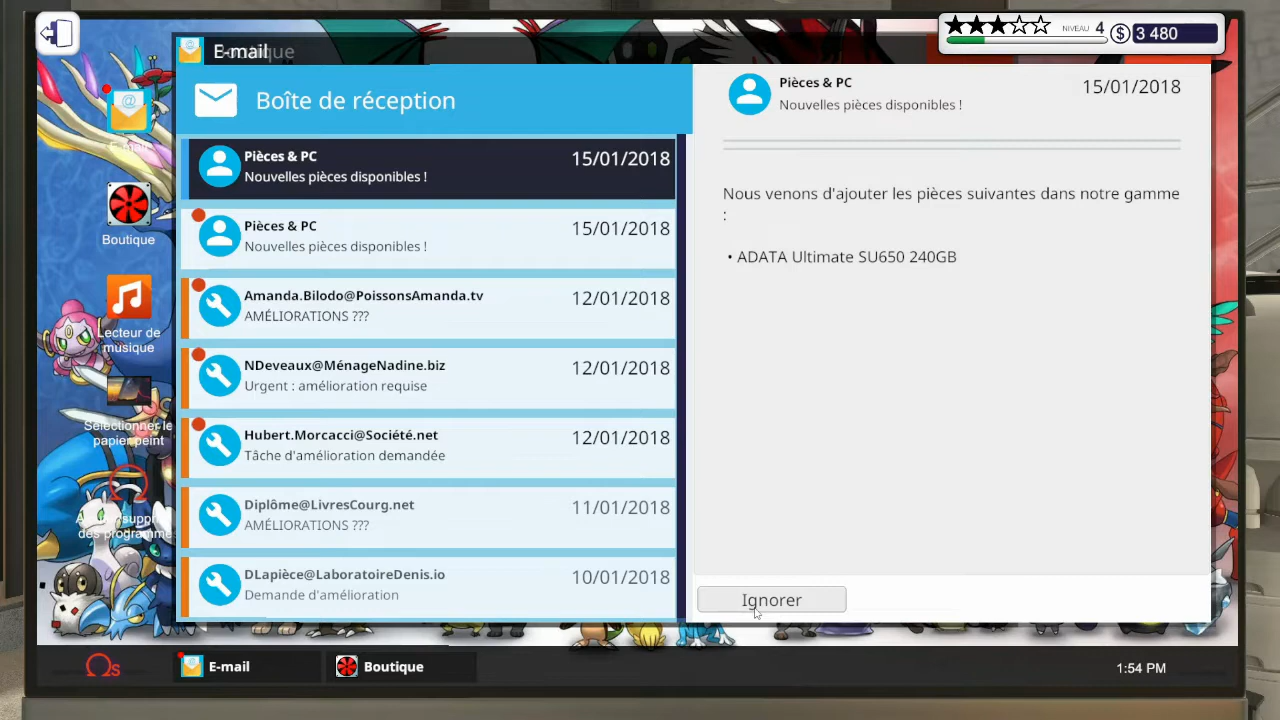 E-mail
NIVEAU 4
$ 3 480
Boîte de réception
Pièces & PC
15/01/2018
Nouvelles pièces disponibles !
Pièces & PC
15/01/2018
Nouvelles pièces disponibles !
Amanda.Bilodo@PoissonsAmanda.tv
12/01/2018
AMÉLIORATIONS ???
NDeveaux@MénageNadine.biz
12/01/2018
Urgent : amélioration requise
Hubert.Morcacci@Société.net
12/01/2018
Tâche d'amélioration demandée
Diplôme@LivresCourg.net
11/01/2018
AMÉLIORATIONS ???
DLapièce@LaboratoireDenis.io
10/01/2018
Demande d'amélioration
Pièces & PC
15/01/2018
Nouvelles pièces disponibles !
Nous venons d'ajouter les pièces suivantes dans notre gamme
:
• ADATA Ultimate SU650 240GB
Ignorer
E-mail
Boutique
Lecteur de
musique
Sélectionner le
papier peint
des programme
Ωs
E-mail
Boutique
1:54 PM